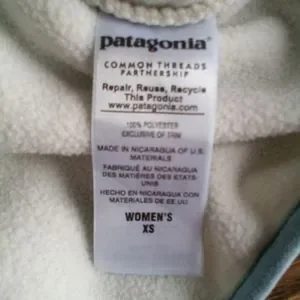 patagonia®
COMMON THREADS
PARTNERSHIP
Repair, Reuse, Recycle
This Product
www.patagonia.com
100% POLYESTER
EXCLUSIVE OF TRIM
MADE IN NICARAGUA OF U.S.
MATERIALS
FABRIQUÉ AU NICARAGUA
DES MATIÈRES DES ETATS-
UNIS
HECHO EN NICARAGUA CON
MATERIALES DE EE.UU.
WOMEN'S
XS